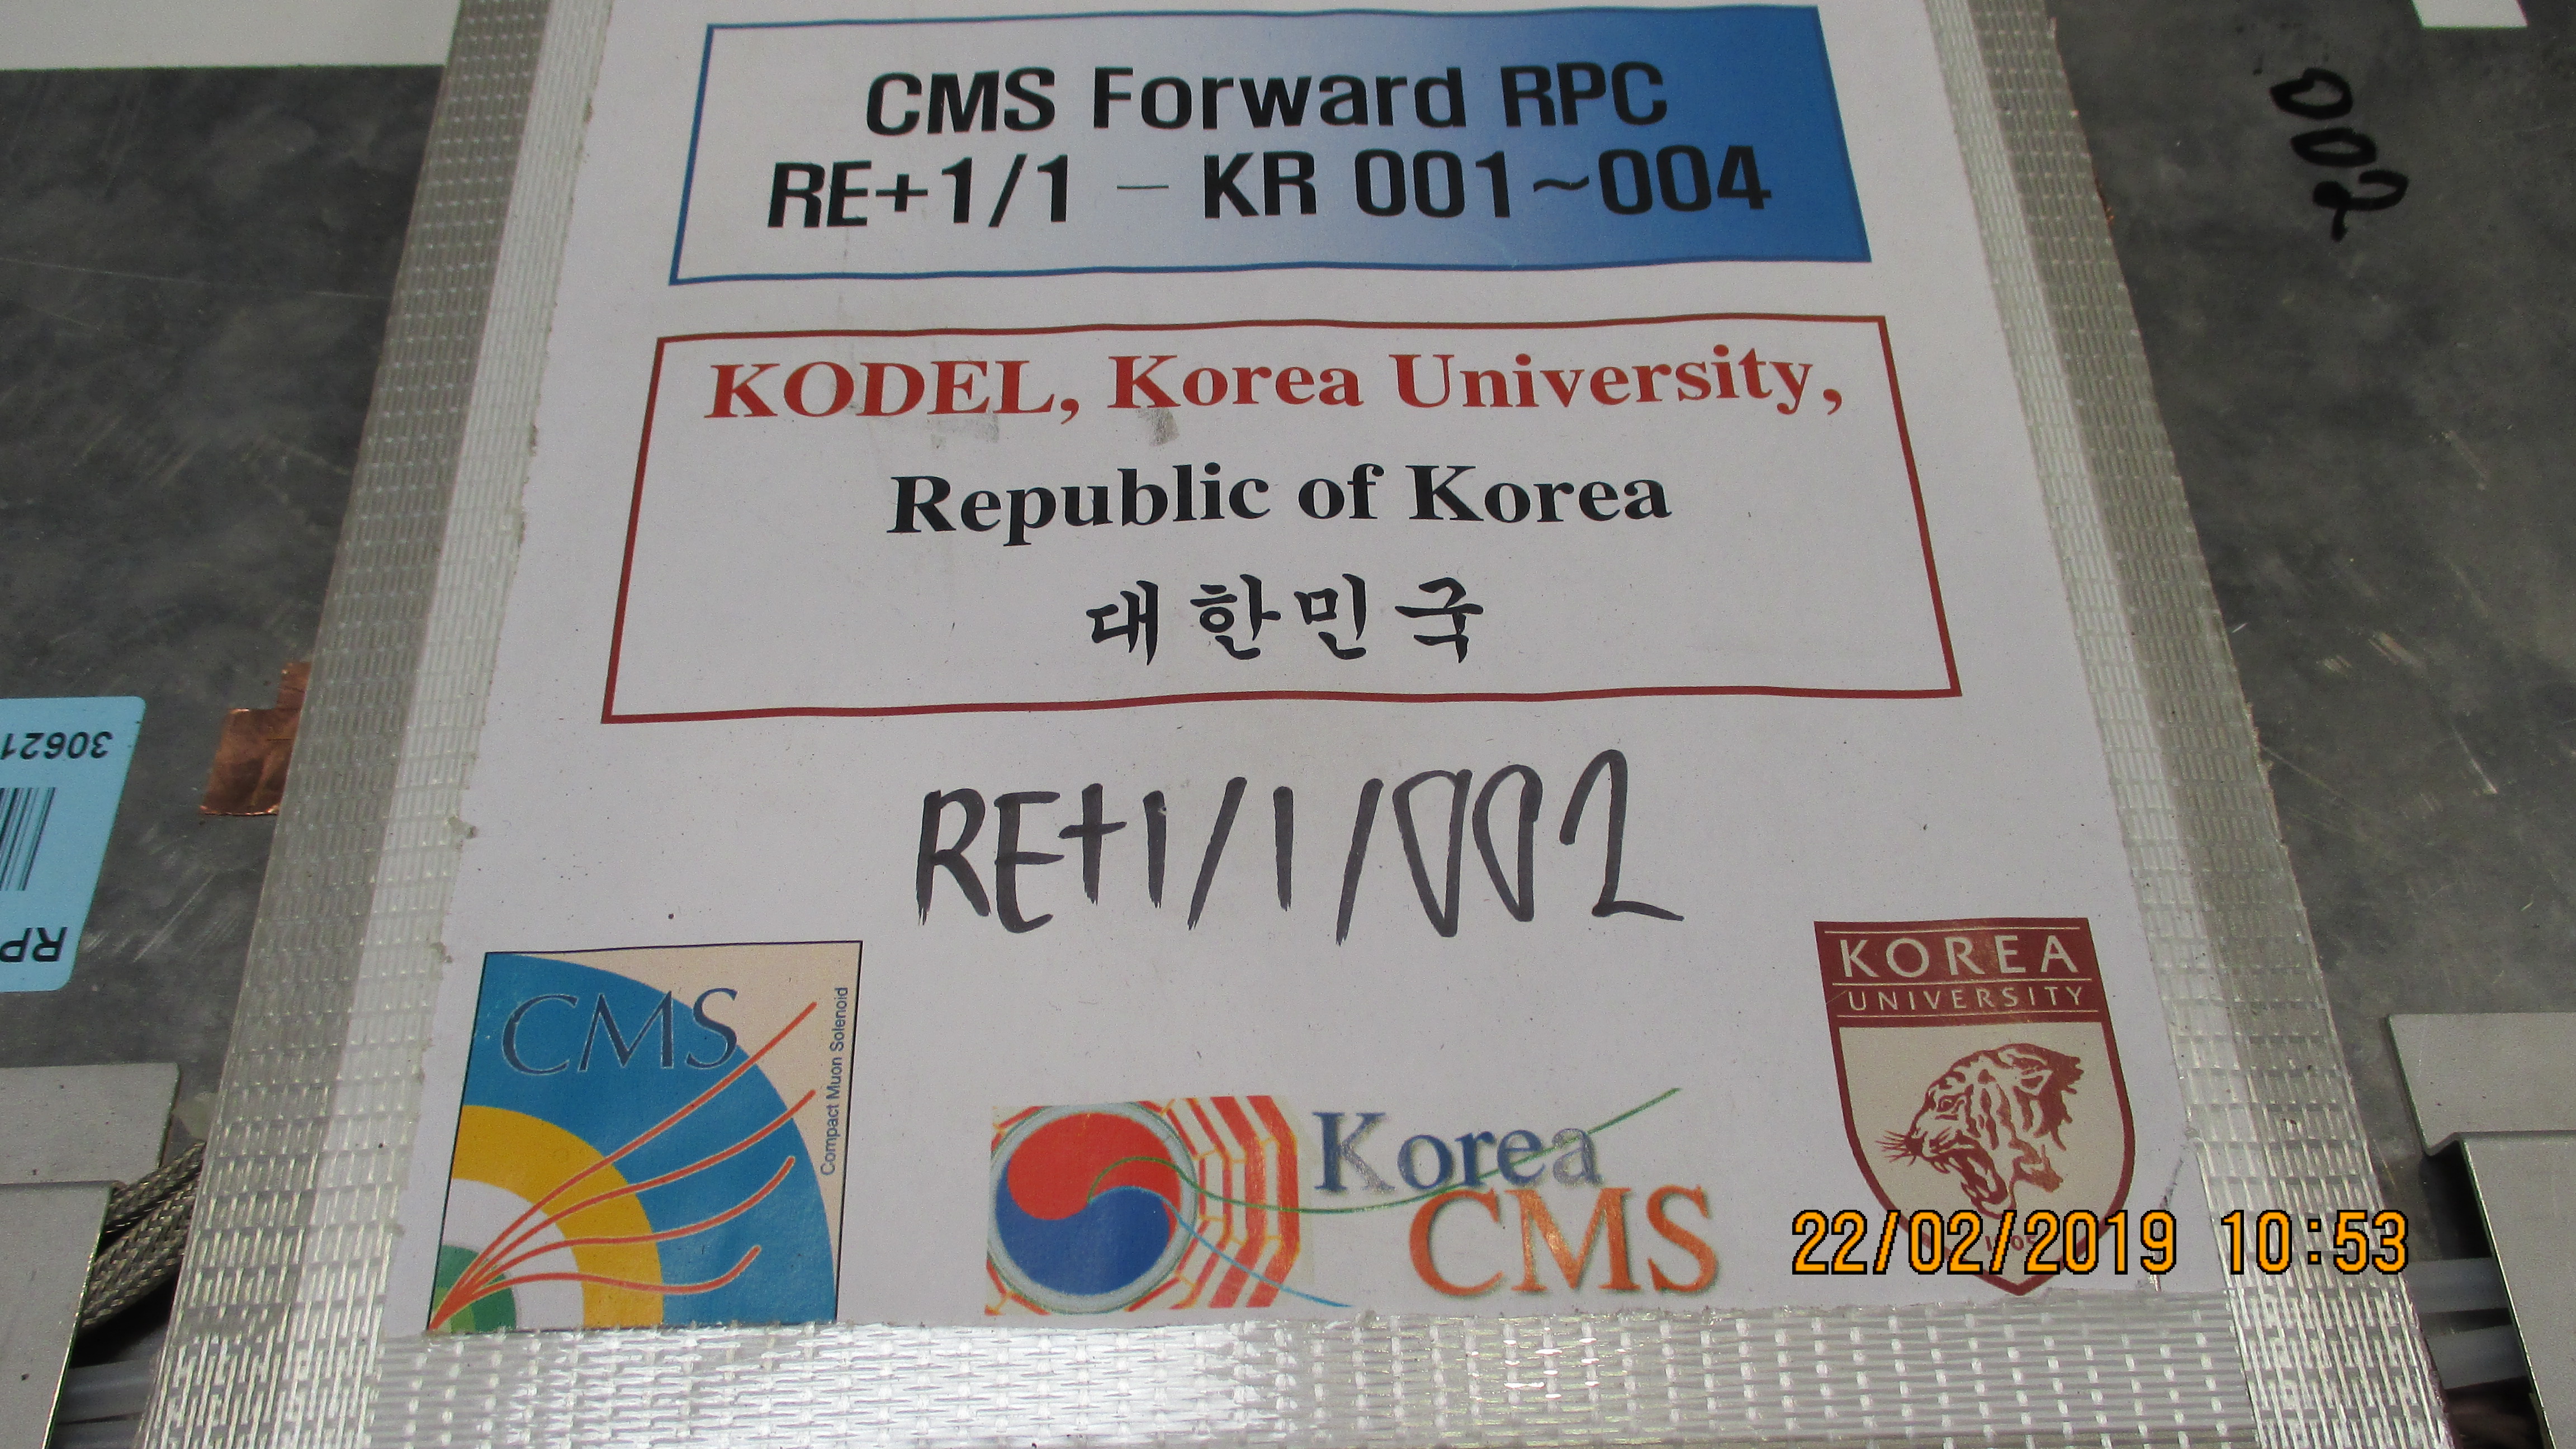 CMS Forward RPC
RE+1/1 – KR 001~004
002
KODEL, Korea University,
Republic of Korea
대한민국
30621
RP
RE+1/1/002
CMS
Compact Muon Solenoid
Korea
CMS
KOREA
UNIVERSITY
22/02/2019 10:53